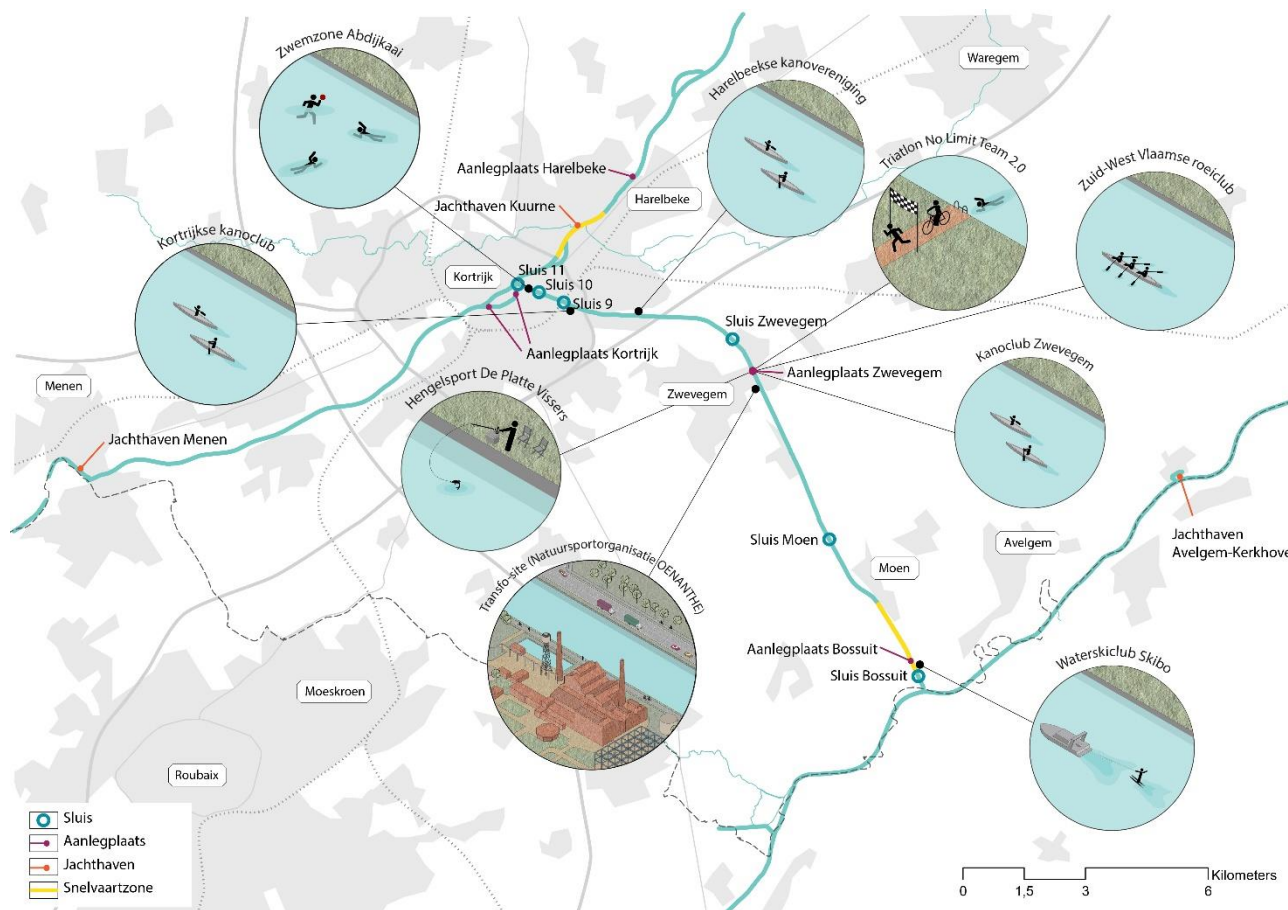 Zwemzone Abdijkaai
Harelbeekse kanovereniging
Waregem
Triatlon No Limit Team 2.0
Zuid-West Vlaamse roeiclub
Aanlegplaats Harelbeke
Harelbeke
Jachthaven Kuurne
Kortrijkse kanoclub
Kortrijk
Sluis 11
Sluis 10
Sluis 9
Sluis Zwevegem
Aanlegplaats Kortrijk
Menen
Hengelsport De Platte Vissers
Zwevegem
Aanlegplaats Zwevegem
Kanoclub Zwevegem
Jachthaven Menen
Jachthaven
Avelgem-Kerkhove
Sluis Moen
Avelgem
Moen
Transfo-site (Natuursportorganisatie OENANTHE)
Aanlegplaats Bossuit
Sluis Bossuit
Waterskiclub Skibo
Moeskroen
Roubaix
Sluis
Aanlegplaats
Jachthaven
Snelvaartzone
Kilometers
0 1,5 3 6